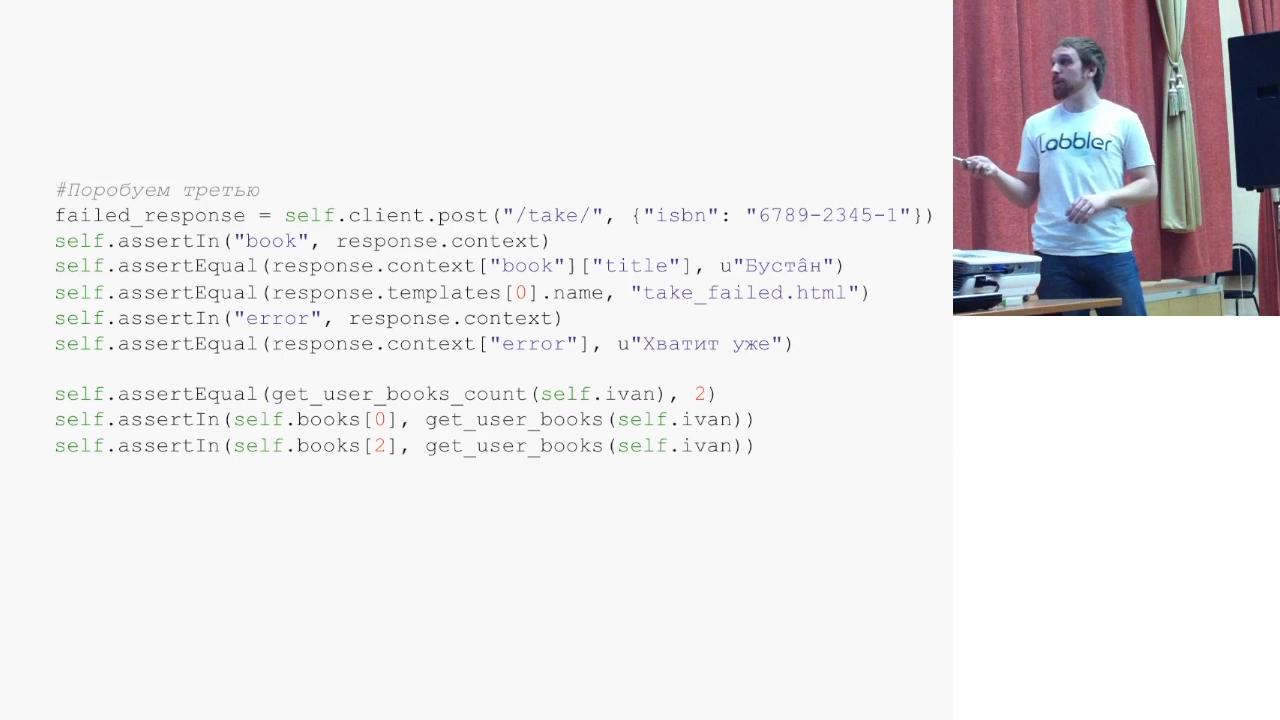 #Поробуем третью
failed_response = self.client.post("/take/", {"isbn": "6789-2345-1"})
self.assertIn("book", response.context)
self.assertEqual(response.context["book"]["title"], u"Бустâн")
self.assertEqual(response.templates[0].name, "take_failed.html")
self.assertIn("error", response.context)
self.assertEqual(response.context["error"], u"Хватит уже")
self.assertEqual(get_user_books_count(self.ivan), 2)
self.assertIn(self.books[0], get_user_books(self.ivan))
self.assertIn(self.books[2], get_user_books(self.ivan))
Labbler